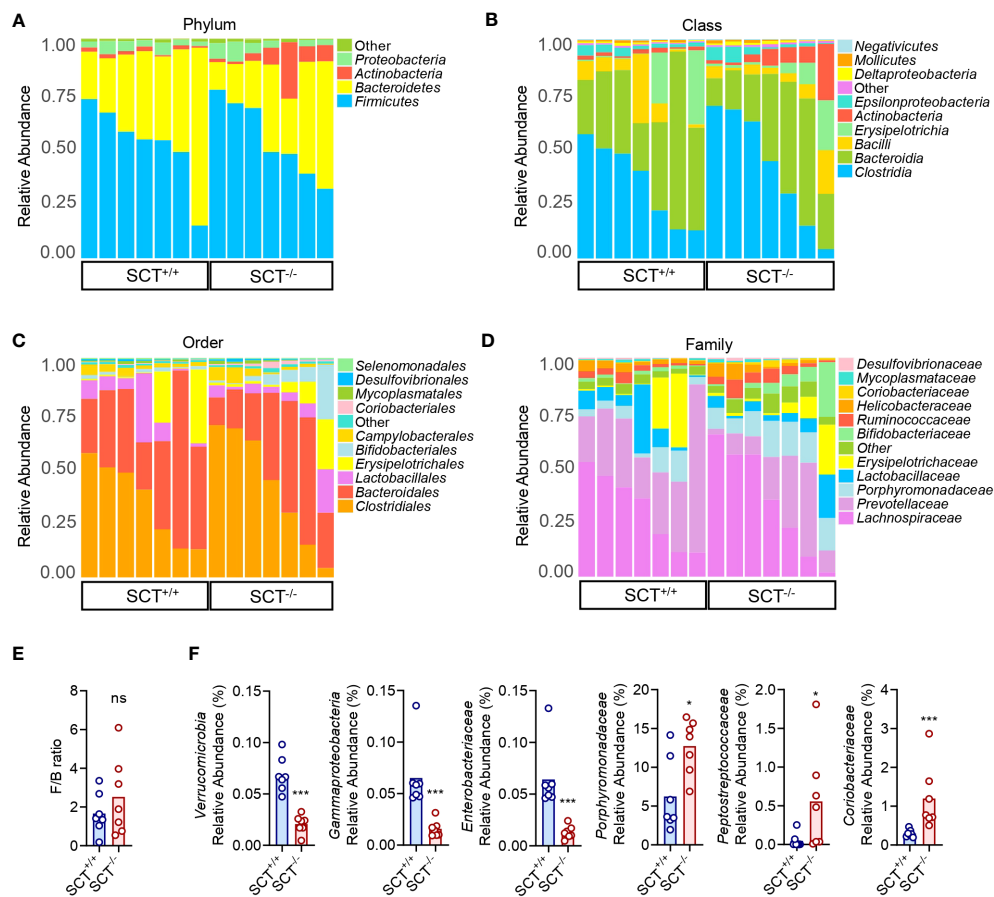 A
Phylum
1.00
0.75
0.50
0.25
0.00
Relative Abundance
Other
Proteobacteria
Actinobacteria
Bacteroidetes
Firmicutes
SCT+/+
SCT-/-
B
Class
1.00
0.75
0.50
0.25
0.00
Relative Abundance
Negativicutes
Mollicutes
Deltaproteobacteria
Other
Epsilonproteobacteria
Actinobacteria
Erysipelotrichia
Bacilli
Bacteroidia
Clostridia
SCT+/+
SCT-/-
C
Order
1.00
0.75
0.50
0.25
0.00
Relative Abundance
Selenomonadales
Desulfovibrionales
Mycoplasmatales
Coriobacteriales
Other
Campylobacterales
Bifidobacteriales
Erysipelotrichales
Lactobacillales
Bacteroidales
Clostridiales
SCT+/+
SCT-/-
D
Family
1.00
0.75
0.50
0.25
0.00
Relative Abundance
Desulfovibrionaceae
Mycoplasmataceae
Coriobacteriaceae
Helicobacteraceae
Ruminococcaceae
Bifidobacteriaceae
Other
Erysipelotrichaceae
Lactobacillaceae
Porphyromonadaceae
Prevotellaceae
Lachnospiraceae
SCT+/+
SCT-/-
E
F/B ratio
8
6
4
2
0
ns
SCT+/+
SCT-/-
F
Verrucomicrobia
Relative Abundance (%)
0.15
0.10
0.05
0.00
***
SCT+/+
SCT-/-
Gammaproteobacteria
Relative Abundance (%)
0.15
0.10
0.05
0.00
***
SCT+/+
SCT-/-
Enterobacteriaceae
Relative Abundance (%)
0.15
0.10
0.05
0.00
***
SCT+/+
SCT-/-
Porphyromonadaceae
Relative Abundance (%)
20
15
10
5
0
*
SCT+/+
SCT-/-
Peptostreptococcaceae
Relative Abundance (%)
2.0
1.5
1.0
0.5
0.0
*
SCT+/+
SCT-/-
Coriobacteriaceae
Relative Abundance (%)
4
3
2
1
0
***
SCT+/+
SCT-/-